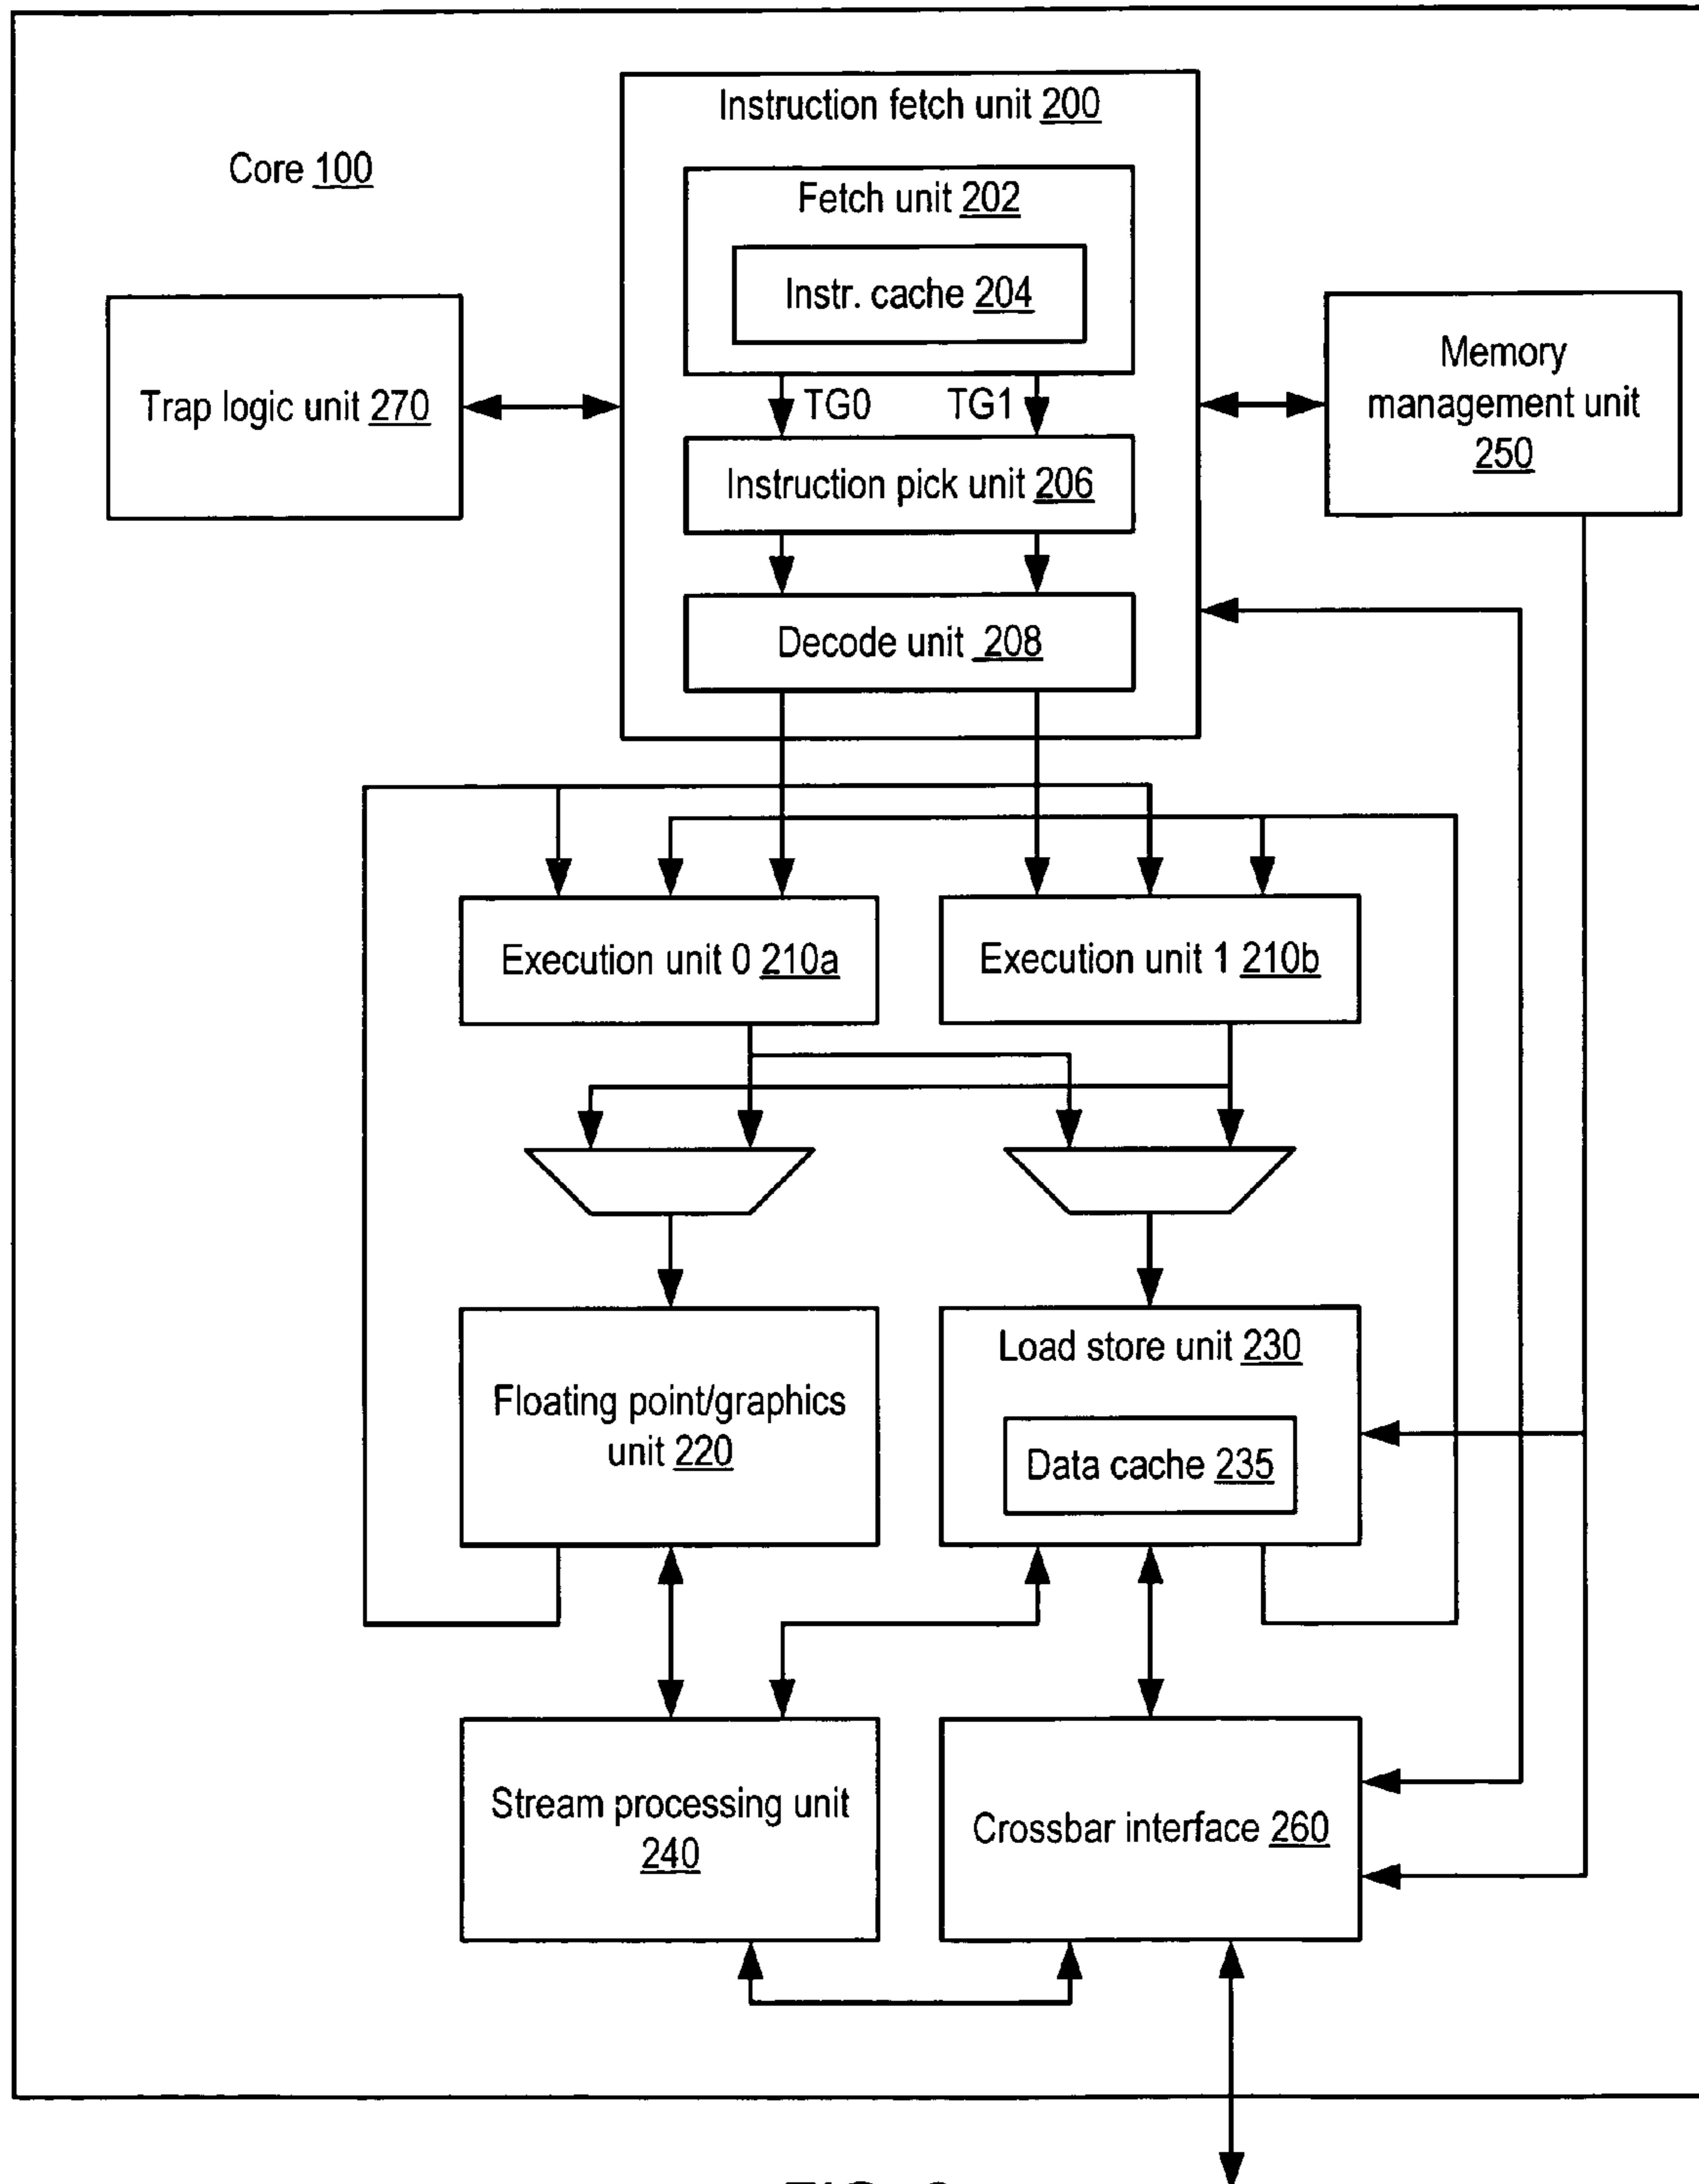 Instruction fetch unit 200
Core 100
Fetch unit 202
Instr. cache 204
Trap logic unit 270
TG0
TG1
Memory
management unit
250
Instruction pick unit 206
Decode unit 208
Execution unit 0 210a
Execution unit 1 210b
Floating point/graphics
unit 220
Load store unit 230
Data cache 235
Stream processing unit
240
Crossbar interface 260